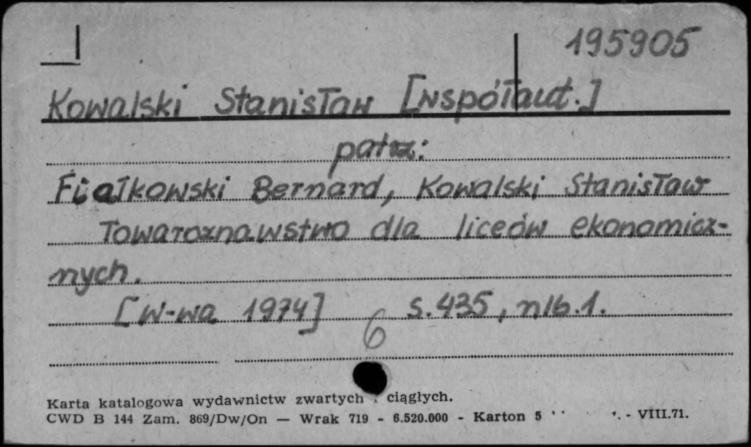 195905
Kowalski Stanisław [współaut.]
patrz:
Fiałkowski Bernard, Kowalski Stanisław
Towaroznawstwo dla liceów ekonomicz-
nych.
[W-wa 1974] s. 435, nlb. 1.
6
Karta katalogowa wydawnictw zwartych i ciągłych.
CWD B 144 Zam. 869/Dw/On — Wrak 719 - 6.520.000 - Karton 5 - VIII.71.